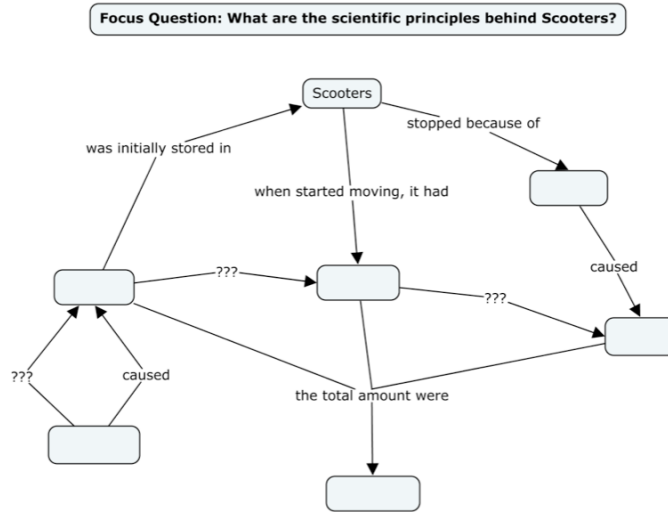 Focus Question: What are the scientific principles behind Scooters?
Scooters
stopped because of
was initially stored in
when started moving, it had
caused
???
???
???
caused
the total amount were